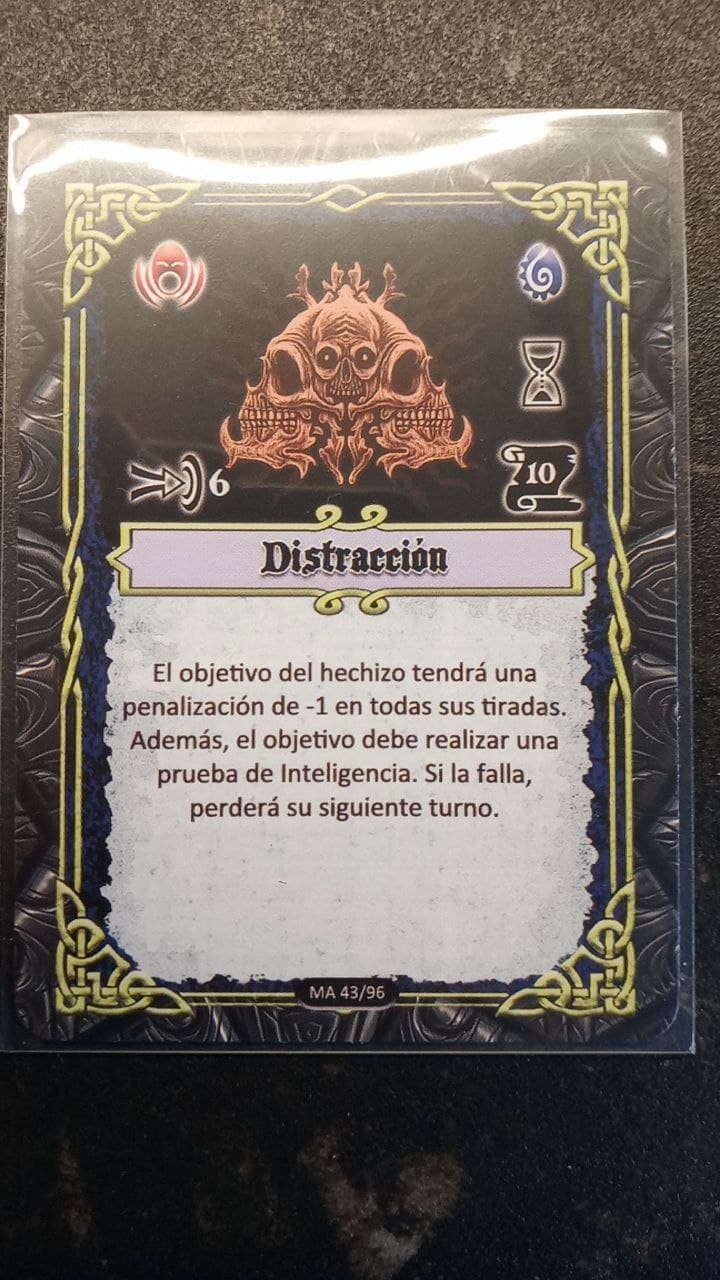 6
10
Distracción
El objetivo del hechizo tendrá una
penalización de -1 en todas sus tiradas.
Además, el objetivo debe realizar una
prueba de Inteligencia. Si la falla,
perderá su siguiente turno.
MA 43/96